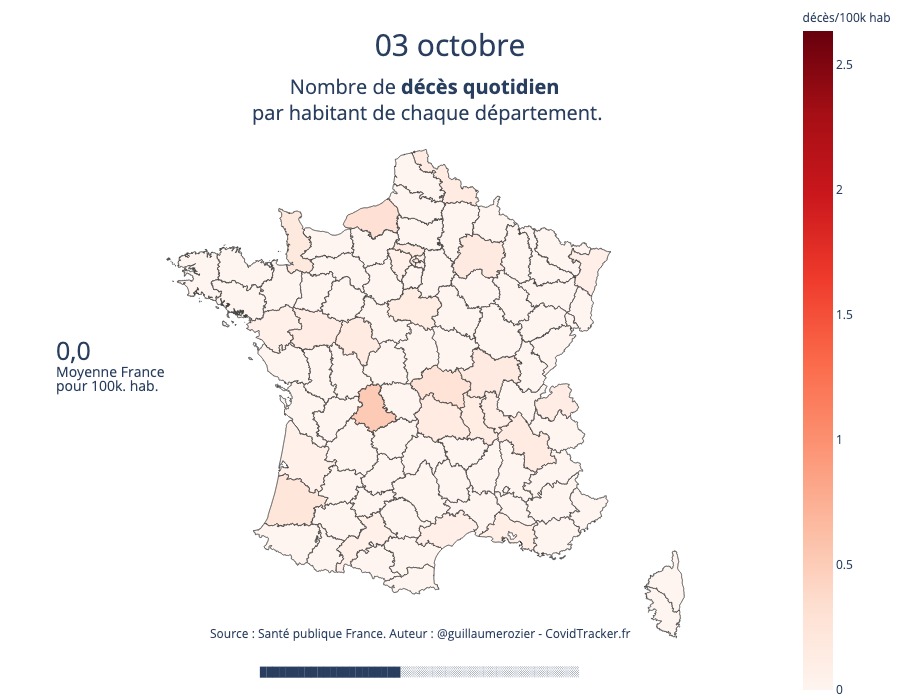 décès/100k hab
03 octobre
Nombre de décès quotidien
par habitant de chaque département.
2.5
2
1.5
1
0.5
0
0,0
Moyenne France
pour 100k. hab.
Source : Santé publique France. Auteur : @guillaumerozier - CovidTracker.fr